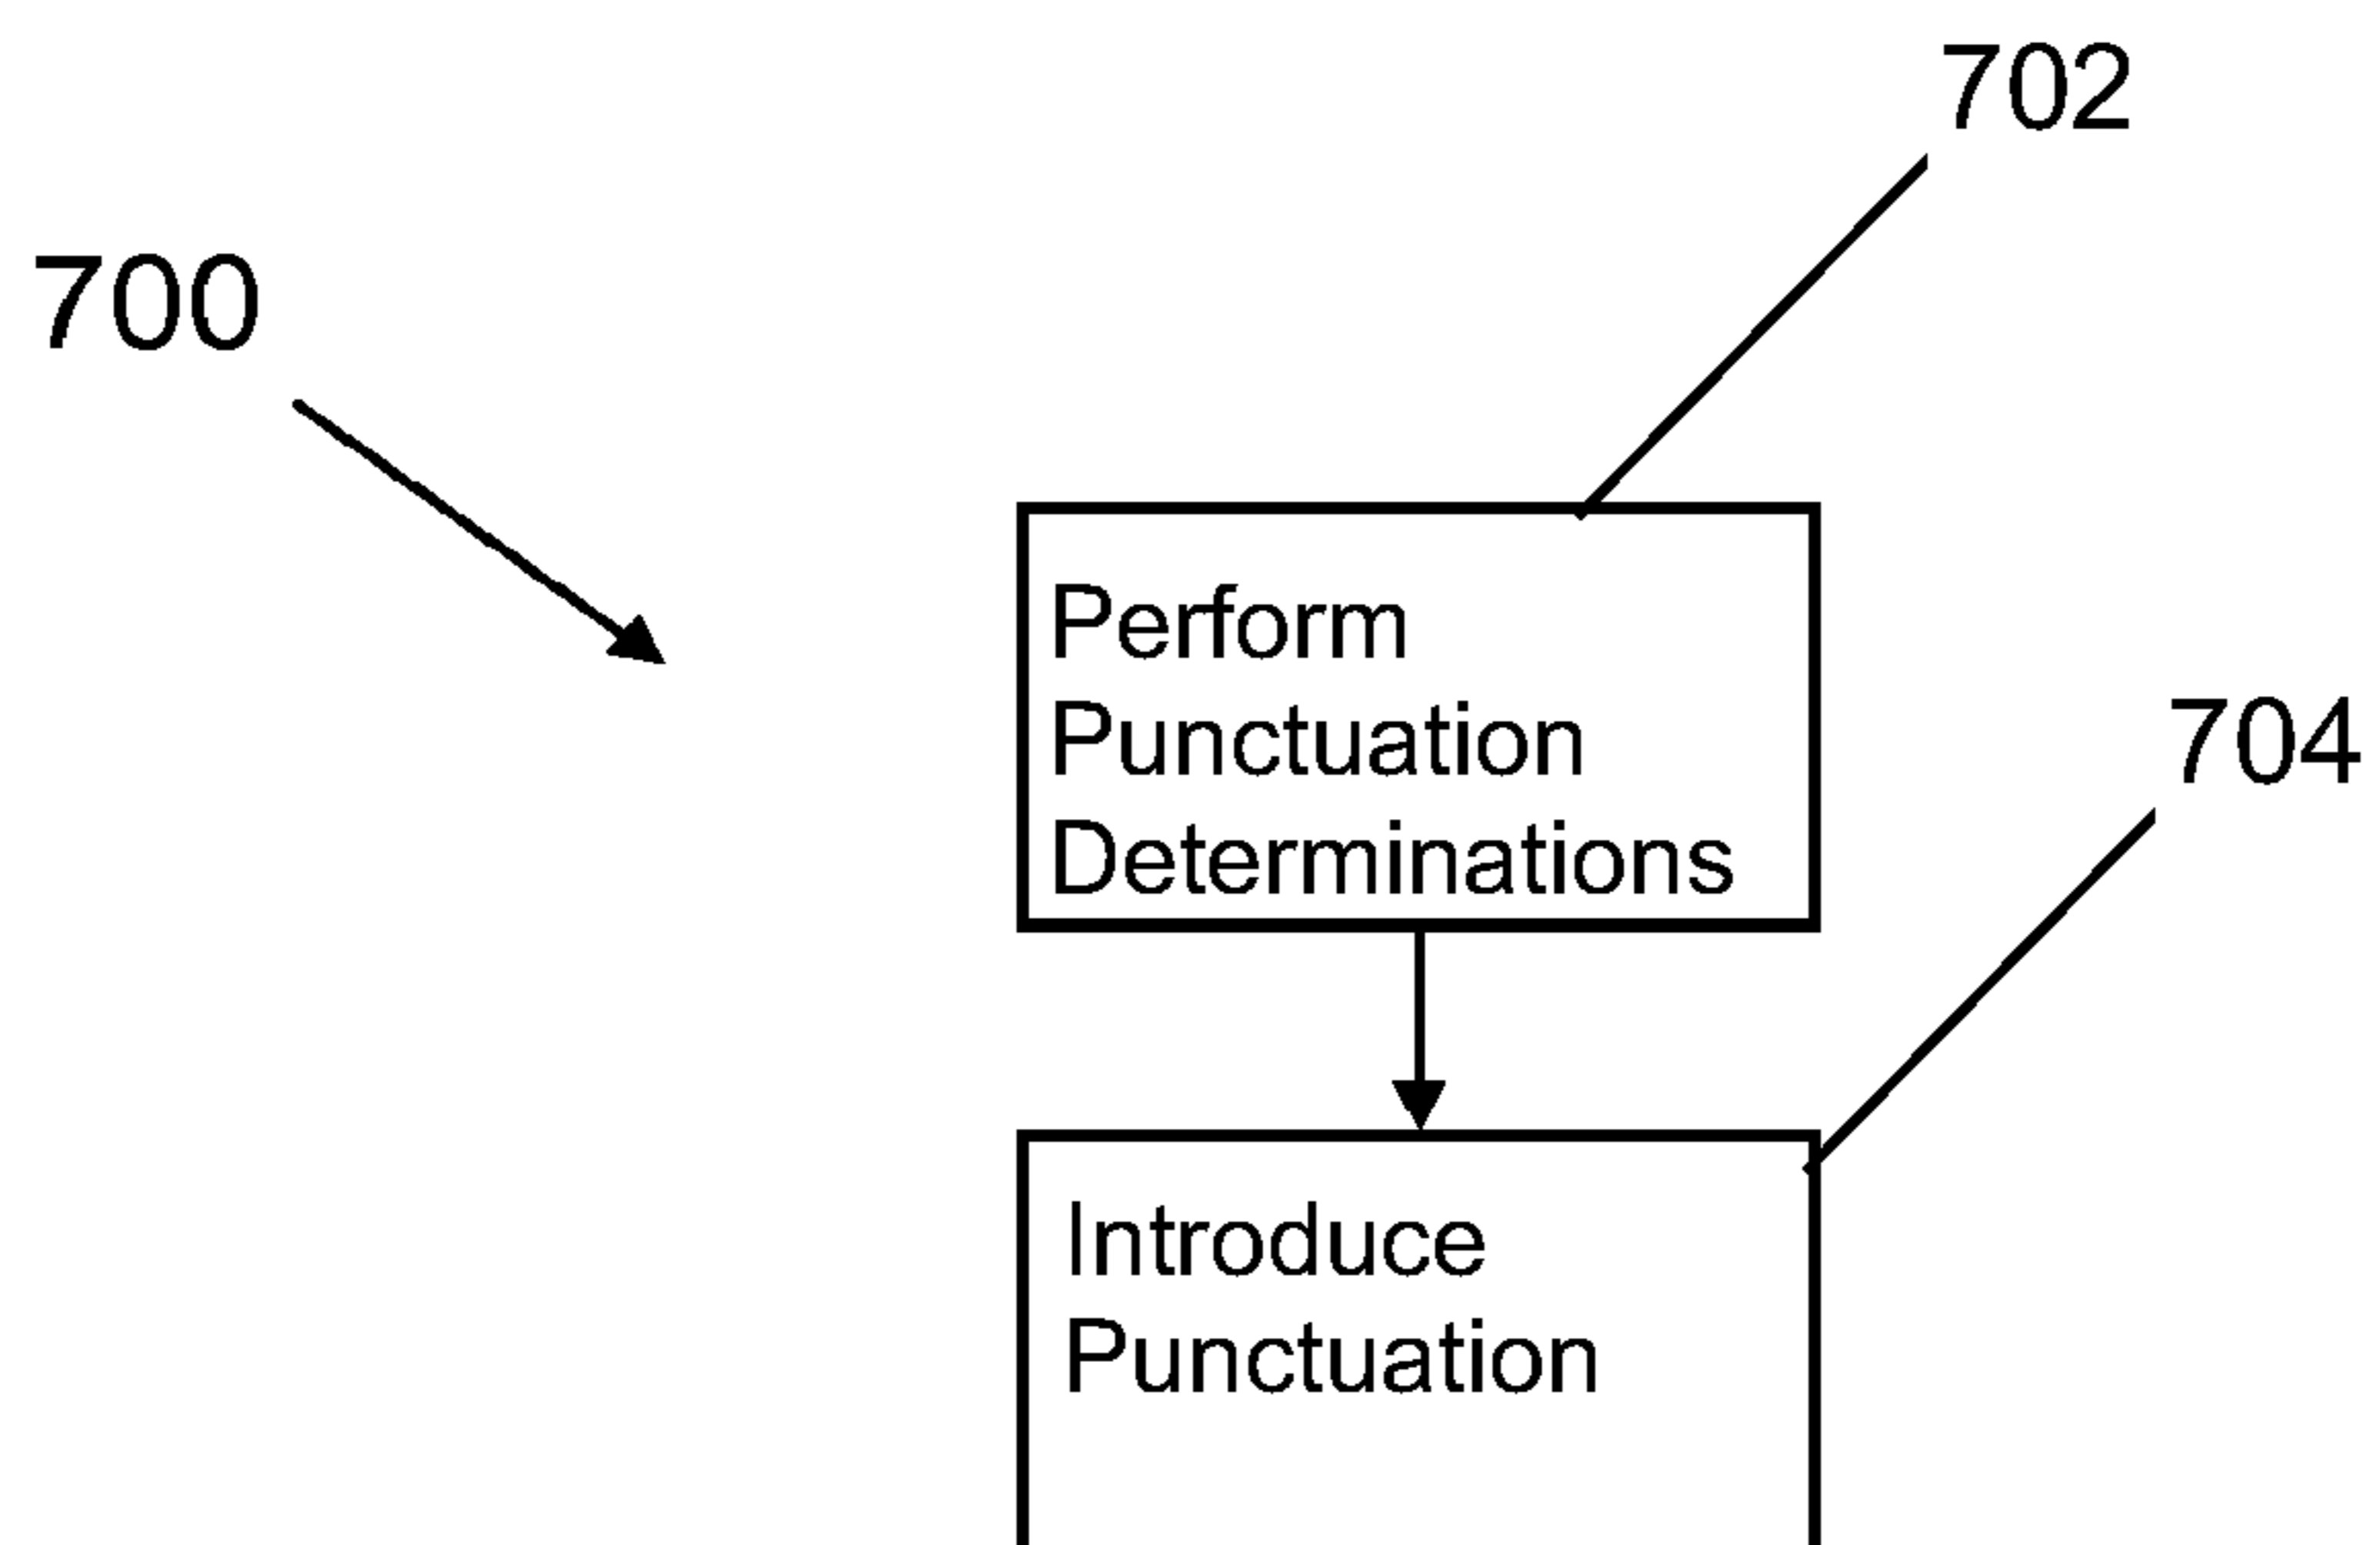 702
700
Perform
Punctuation
Determinations
704
Introduce
Punctuation